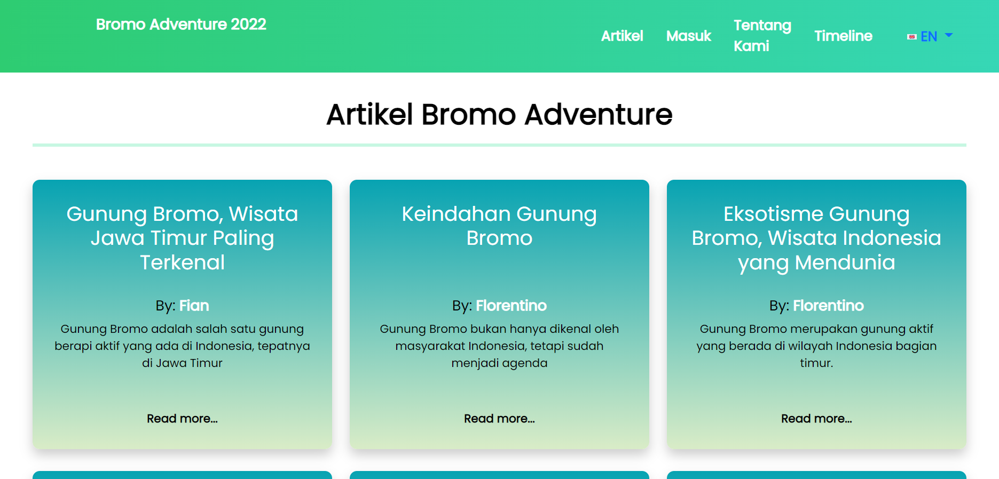 Bromo Adventure 2022
Artikel
Masuk
Tentang
Kami
Timeline
EN
Artikel Bromo Adventure
Gunung Bromo, Wisata
Jawa Timur Paling
Terkenal
By: Fian
Gunung Bromo adalah salah satu gunung
berapi aktif yang ada di Indonesia, tepatnya
di Jawa Timur
Read more...
Keindahan Gunung
Bromo
By: Florentino
Gunung Bromo bukan hanya dikenal oleh
masyarakat Indonesia, tetapi sudah
menjadi agenda
Read more...
Eksotisme Gunung
Bromo, Wisata Indonesia
yang Mendunia
By: Florentino
Gunung Bromo merupakan gunung aktif
yang berada di wilayah Indonesia bagian
timur.
Read more...